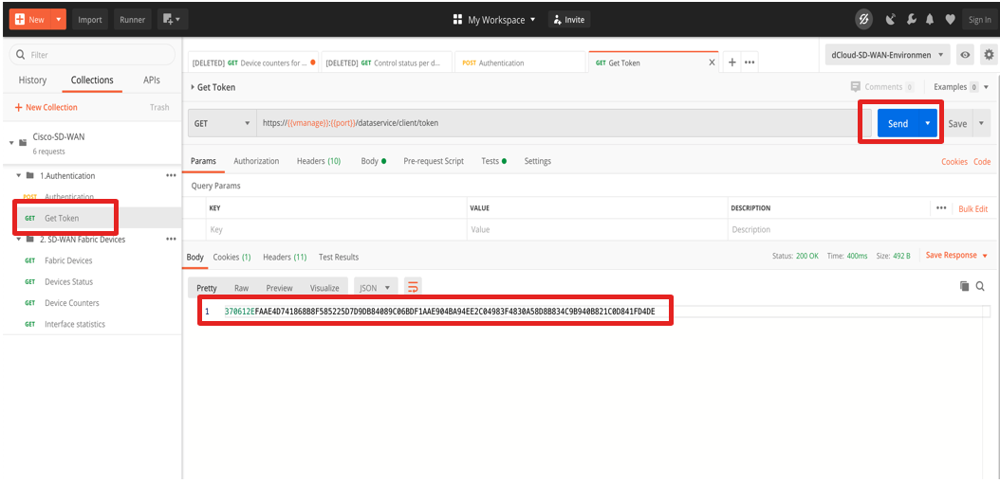 New Import Runner My Workspace Invite Sign In
Filter
History Collections APIs
New Collection Trash
Cisco-SD-WAN
6 requests
1.Authentication
POST Authentication
GET Get Token
2. SD-WAN Fabric Devices
GET Fabric Devices
GET Devices Status
GET Device Counters
GET Interface statistics
[DELETED] GET Device counters for ... [DELETED] GET Control status per d... POST Authentication GET Get Token X + ••• dCloud-SD-WAN-Environmen
Get Token Comments 0 Examples 0
GET https://{{vmanage}}:{{port}}/dataservice/client/token Send Save
Params Authorization Headers (10) Body Pre-request Script Tests Settings Cookies Code
Query Params
KEY VALUE DESCRIPTION ••• Bulk Edit
Key Value Description
Body Cookies (1) Headers (11) Test Results Status: 200 OK Time: 400ms Size: 492 B Save Response
Pretty Raw Preview Visualize JSON
1 370612EFAAE4D741868B8F585225D7D9DB84089C06BDF1AAE904BA94EE2C04983F4830A58D8B834C9B940B821C0D841FD4DE